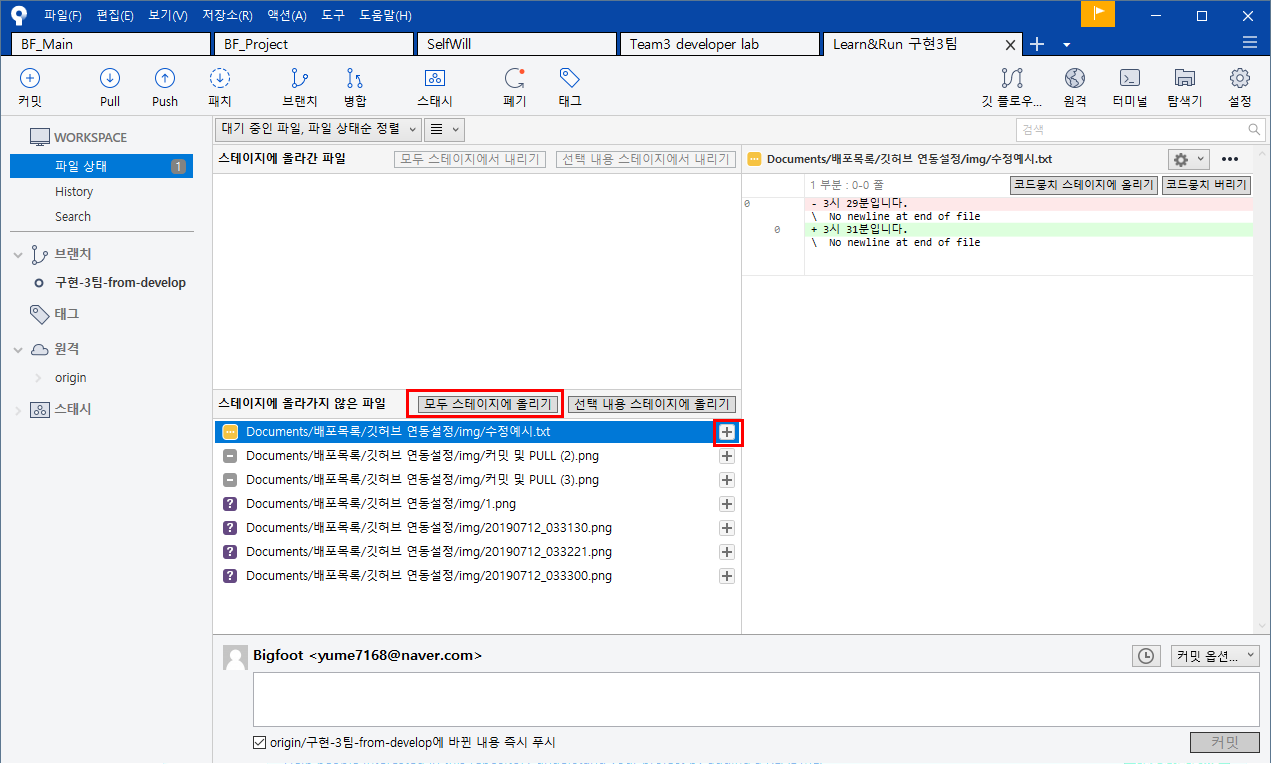 파일(F) 편집(E) 보기(V) 저장소(R) 액션(A) 도구 도움말(H)
BF_Main BF_Project SelfWill Team3 developer lab Learn&Run 구현3팀
커밋 Pull Push 패치 브랜치 병합 스태시 폐기 태그 깃 플로우... 원격 터미널 탐색기 설정
WORKSPACE
파일 상태 1
History
Search
브랜치
구현-3팀-from-develop
태그
원격
origin
스태시
대기 중인 파일, 파일 상태순 정렬
검색
스테이지에 올라간 파일 모두 스테이지에서 내리기 선택 내용 스테이지에서 내리기
스테이지에 올라가지 않은 파일 모두 스테이지에 올리기 선택 내용 스테이지에 올리기
Documents/배포목록/깃허브 연동설정/img/수정예시.txt
Documents/배포목록/깃허브 연동설정/img/커밋 및 PULL (2).png
Documents/배포목록/깃허브 연동설정/img/커밋 및 PULL (3).png
? Documents/배포목록/깃허브 연동설정/img/1.png
? Documents/배포목록/깃허브 연동설정/img/20190712_033130.png
? Documents/배포목록/깃허브 연동설정/img/20190712_033221.png
? Documents/배포목록/깃허브 연동설정/img/20190712_033300.png
Documents/배포목록/깃허브 연동설정/img/수정예시.txt
1 부분 : 0-0 줄 코드뭉치 스테이지에 올리기 코드뭉치 버리기
0 - 3시 29분입니다.
\ No newline at end of file
0 + 3시 31분입니다.
\ No newline at end of file
Bigfoot <yume7168@naver.com>
커밋 옵션...
origin/구현-3팀-from-develop에 바뀐 내용 즉시 푸시
커밋